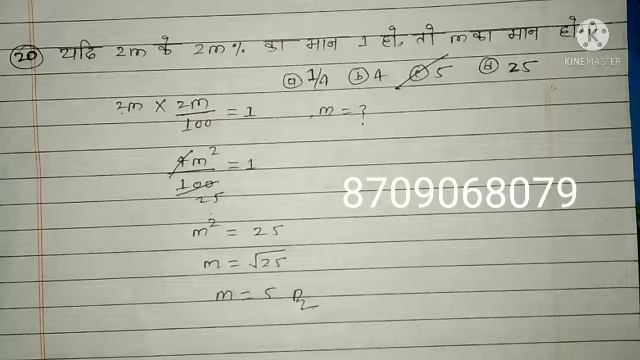 20 यदि 2m के 2m% का मान 1 हो, तो m का मान हो
KINEMASTER
ⓐ 1/4 ⓑ 4 ⓒ 5 ⓓ 25
2m × 2m/100 = 1 , m = ?
4m²/100 = 1
25
8709068079
m² = 25
m = √25
m = 5